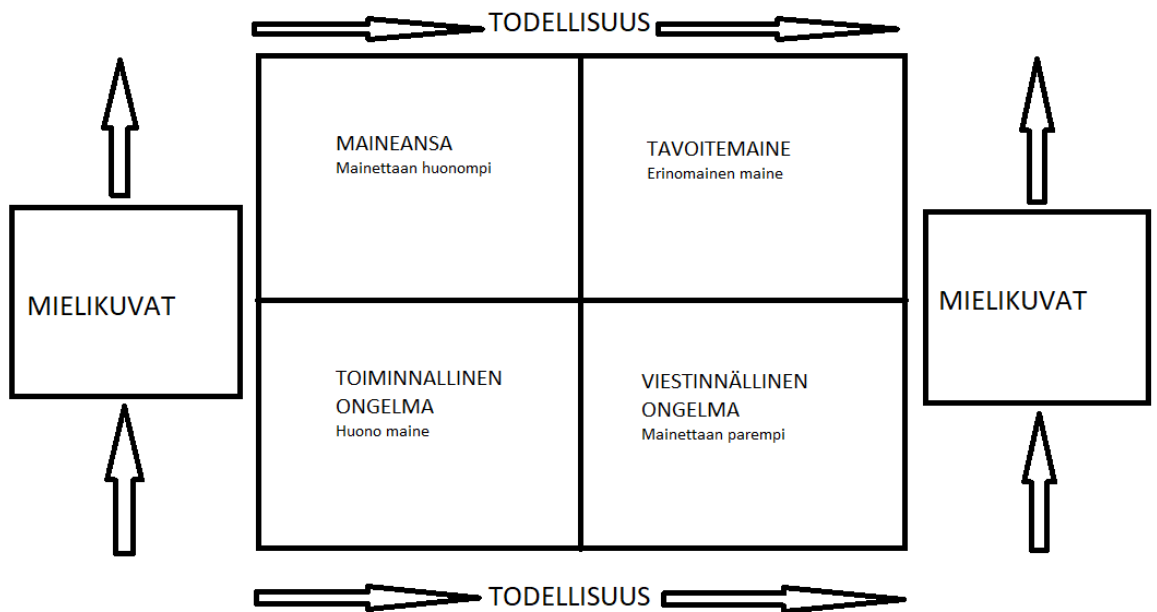 TODELLISUUS
MAINEANSA
Mainettaan huonompi
TAVOITEMAINE
Erinomainen maine
MIELIKUVAT
MIELIKUVAT
TOIMINNALLINEN
ONGELMA
Huono maine
VIESTINNÄLLINEN
ONGELMA
Mainettaan parempi
TODELLISUUS